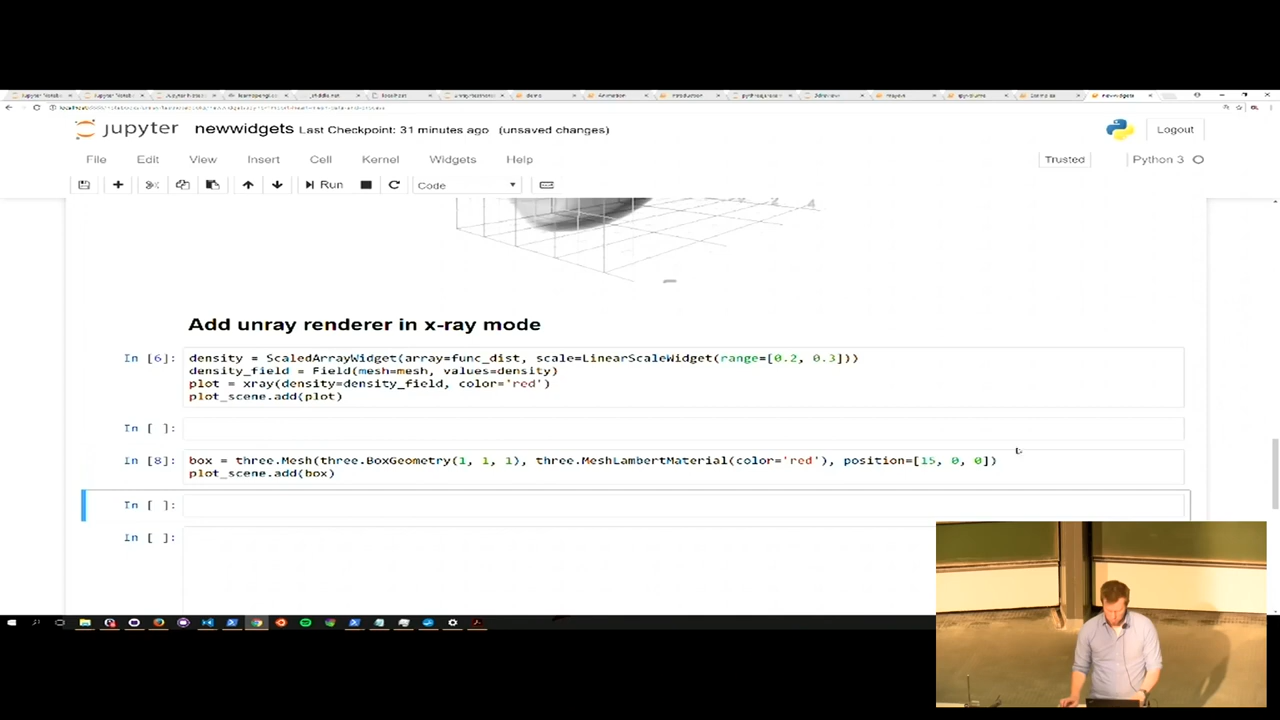 jupyter newwidgets Last Checkpoint: 31 minutes ago (unsaved changes) Logout
File Edit View Insert Cell Kernel Widgets Help Trusted Python 3
Run Code
Add unray renderer in x-ray mode
In [6]: density = ScaledArrayWidget(array=func_dist, scale=LinearScaleWidget(range=[0.2, 0.3]))
density_field = Field(mesh=mesh, values=density)
plot = xray(density=density_field, color='red')
plot_scene.add(plot)
In [ ]:
In [8]: box = three.Mesh(three.BoxGeometry(1, 1, 1), three.MeshLambertMaterial(color='red'), position=[15, 0, 0])
plot_scene.add(box)
In [ ]:
In [ ]: